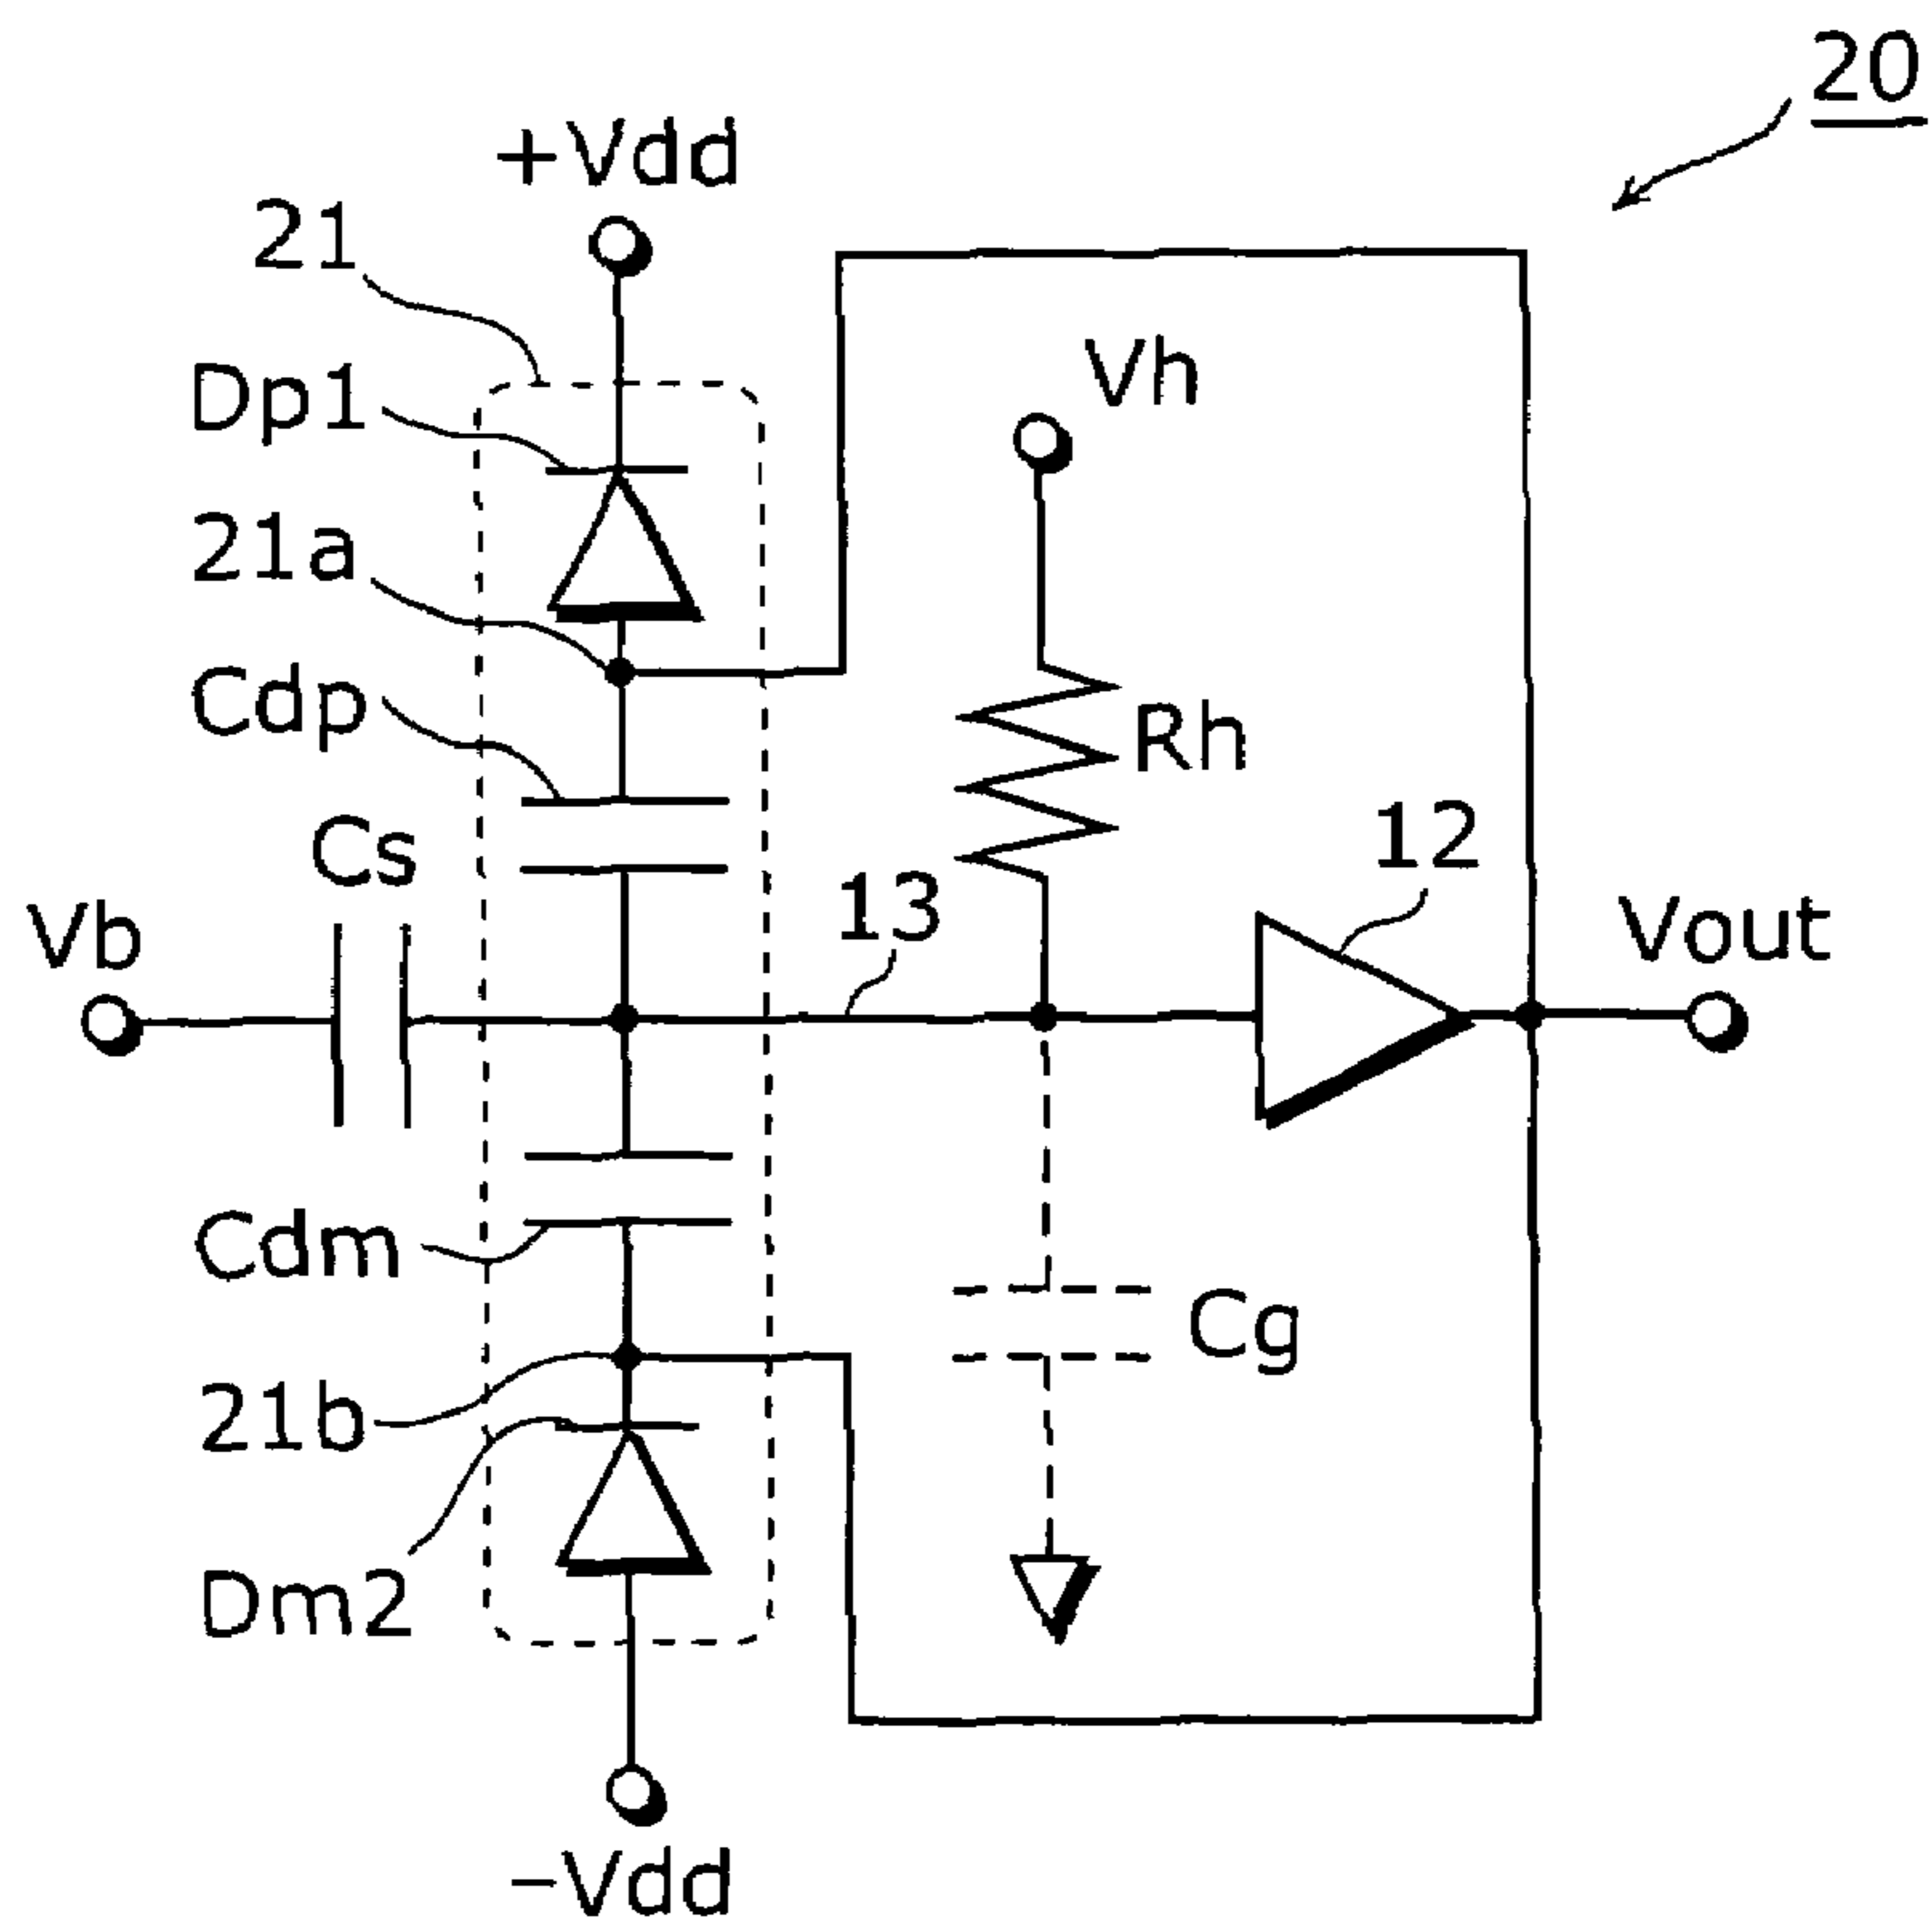 20
+Vdd
21
Vh
Dp1
21a
Cdp
Rh
Cs
12
13
Vb
Vout
Cdm
Cg
21b
Dm2
−Vdd